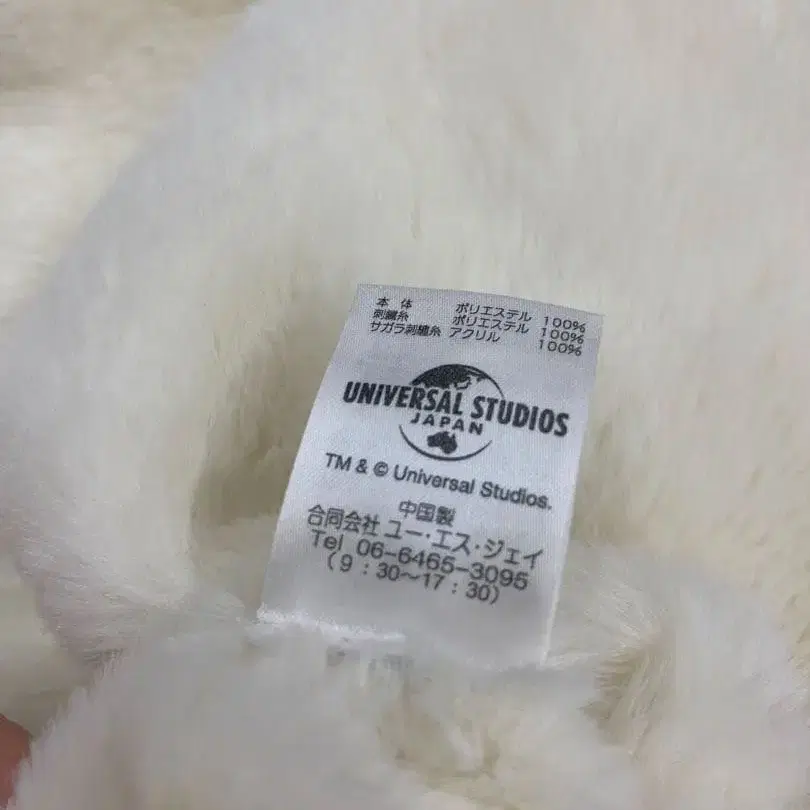 本 体 ポリエステル 100%
刺繡糸 ポリエステル 100%
サガラ刺繡糸 アクリル 100%
UNIVERSAL STUDIOS
JAPAN
TM & © Universal Studios.
中国製
合同会社 ユー・エス・ジェイ
Tel 06-6465-3095
(9:30~17:30)